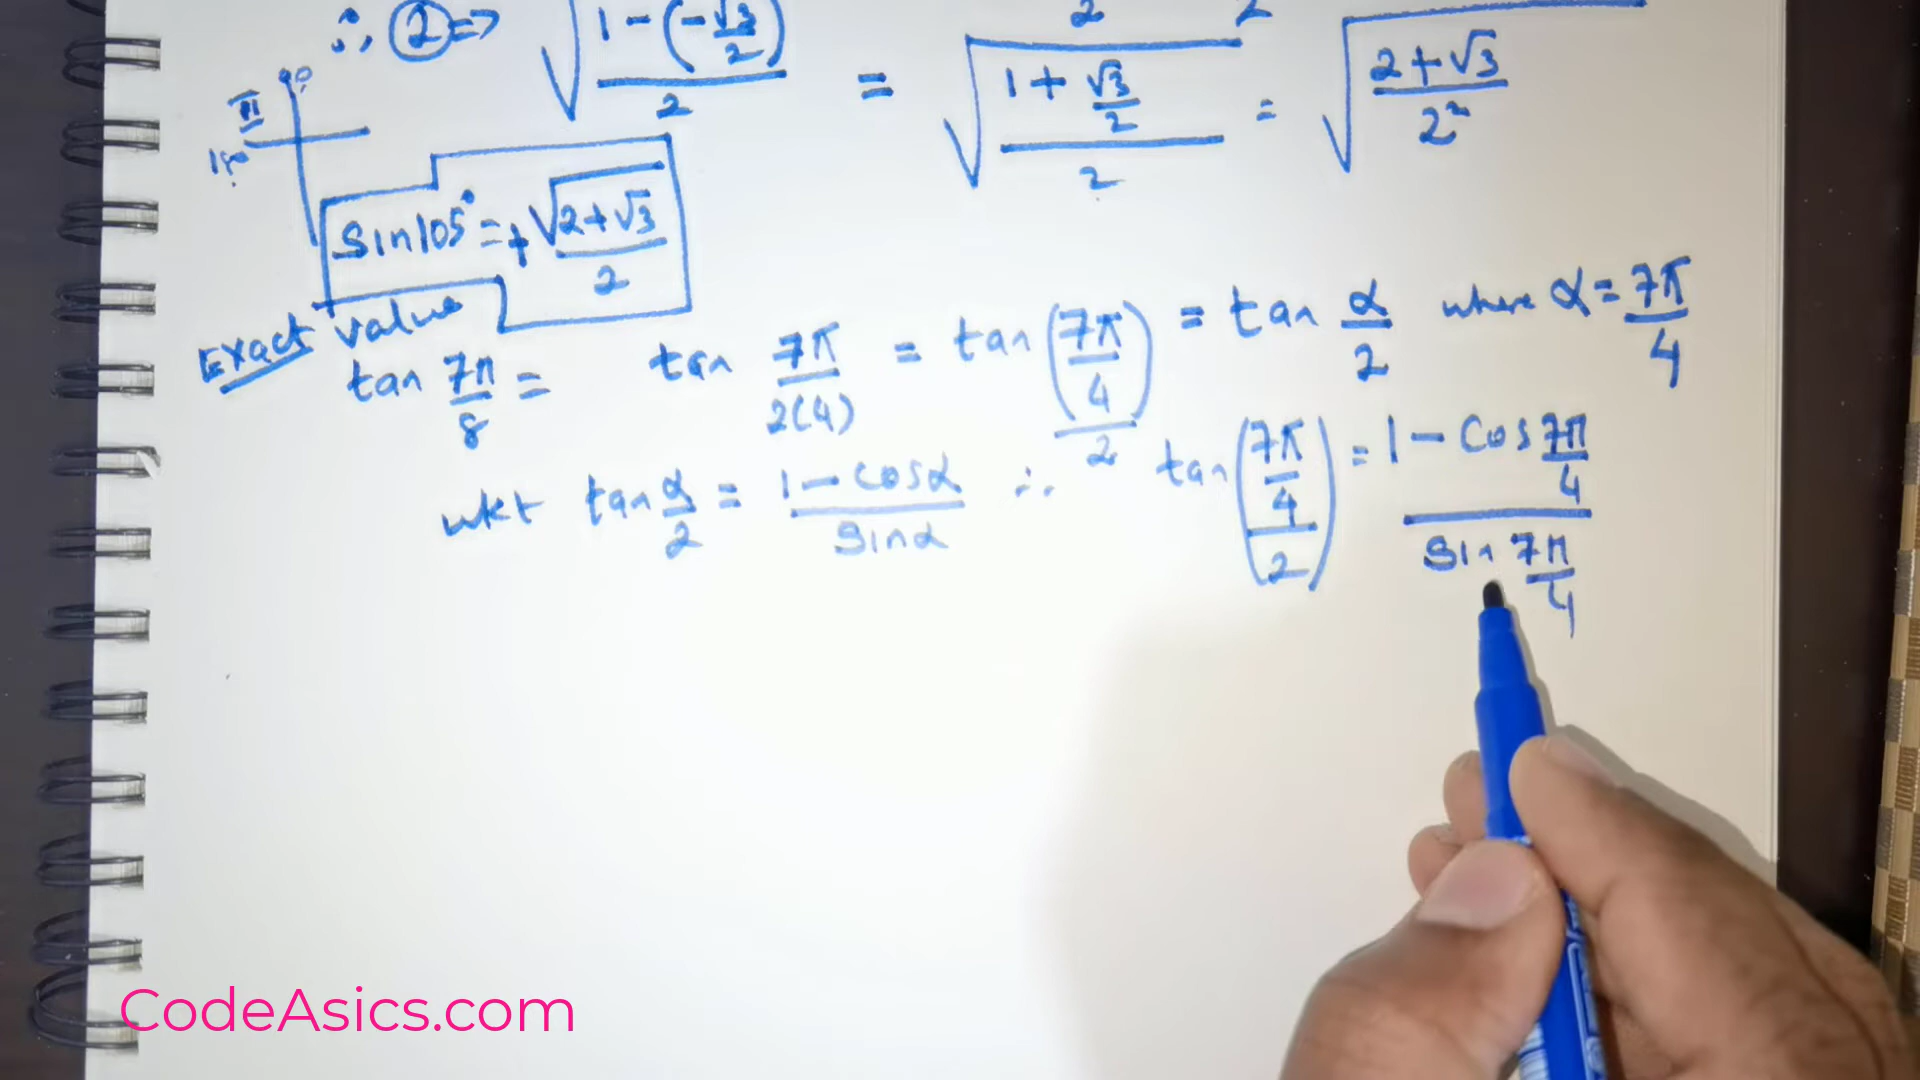 ∴ ② => √((1-(-√3/2))/2) = √((1+√3/2)/2) = √((2+√3)/2²)
π
180
90
sin105° = +√(2+√3)/2
Exact value
tan 7π/8 = tan 7π/2(4) = tan((7π/4)/2) = tan α/2 where α = 7π/4
wkt tan α/2 = (1-cosα)/sinα ∴ tan((7π/4)/2) = (1-cos 7π/4)/(sin 7π/4)
CodeAsics.com